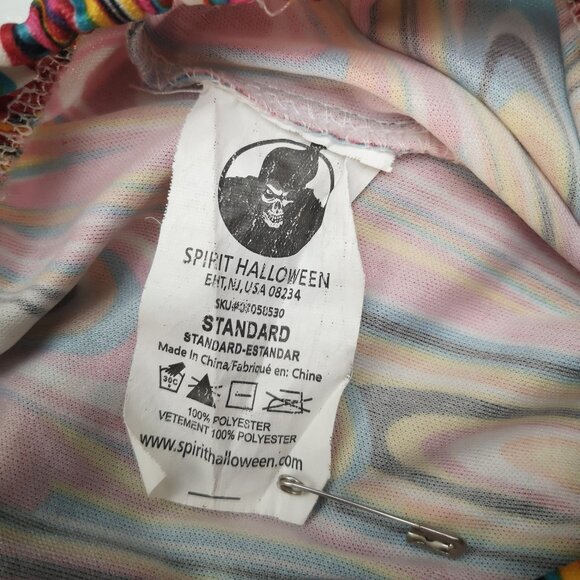 SPIRIT HALLOWEEN
EHT, NJ, USA 08234
STANDARD
STANDARD-ESTANDAR
Made in China/Fabriqué en: Chine
30C
100% POLYESTER
VETEMENT 100% POLYESTER
www.spirithalloween.com